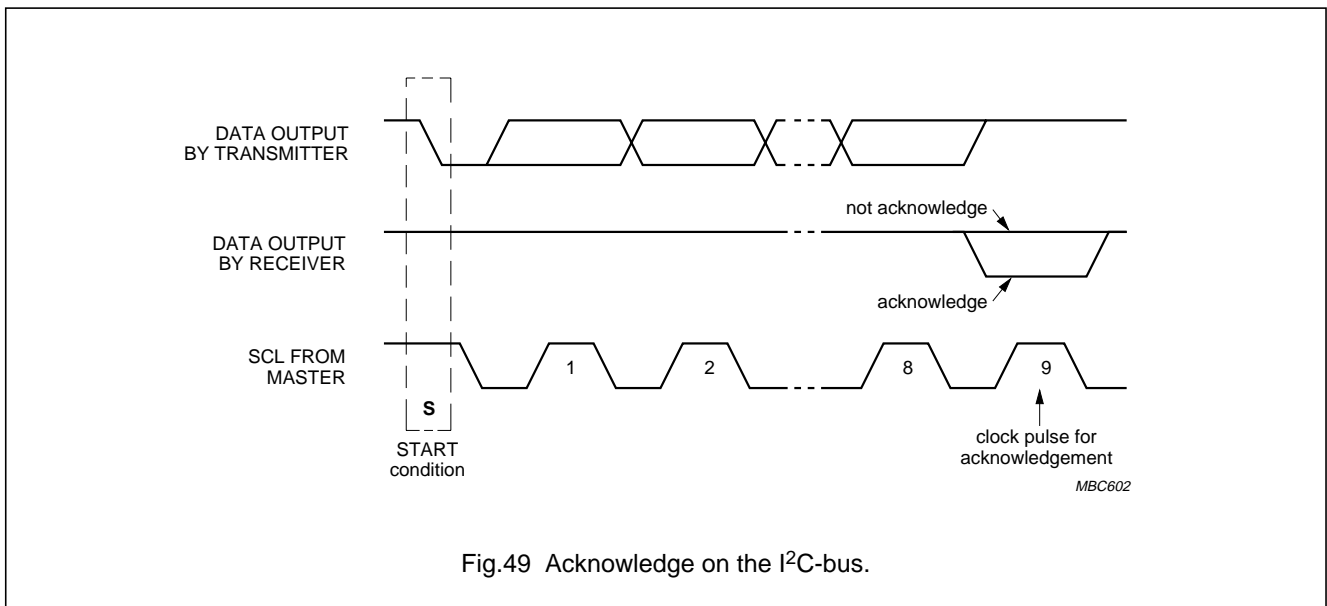 DATA OUTPUT
BY TRANSMITTER
not acknowledge
DATA OUTPUT
BY RECEIVER
acknowledge
SCL FROM
MASTER
1
2
8
9
S
START
condition
clock pulse for
acknowledgement
MBC602
Fig.49 Acknowledge on the I²C-bus.